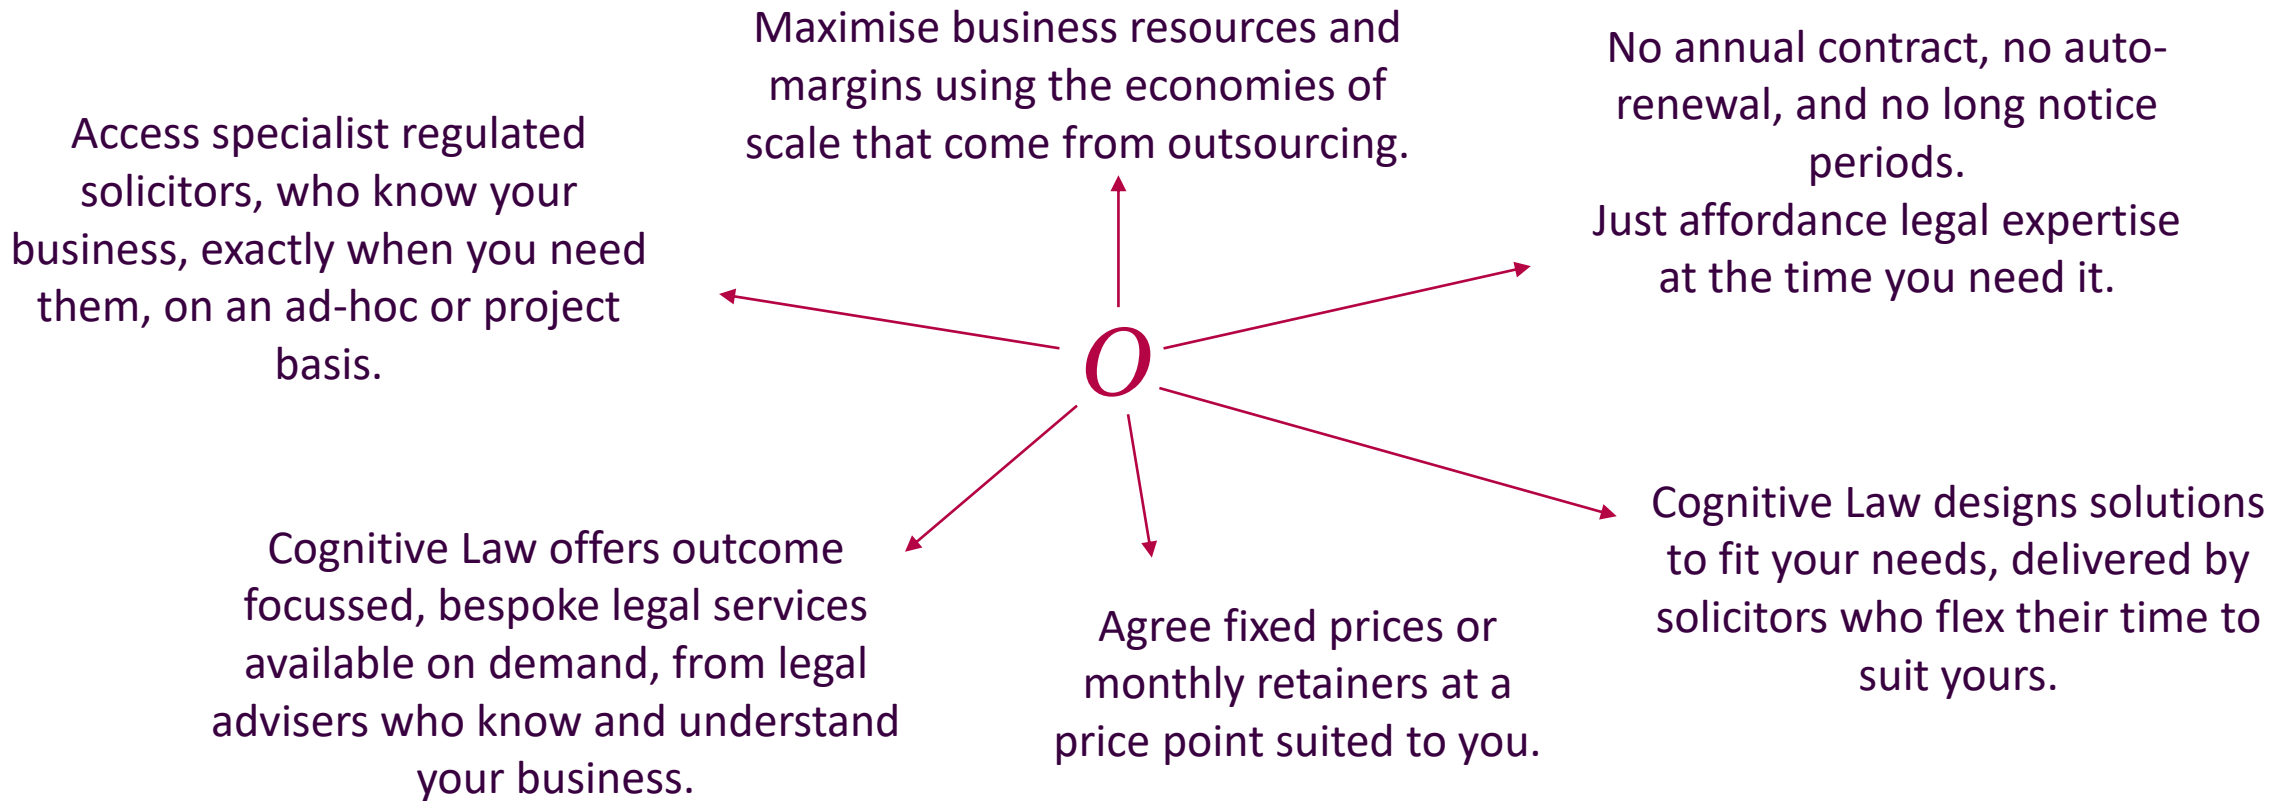 Maximise business resources and
margins using the economies of
scale that come from outsourcing.
No annual contract, no auto-
renewal, and no long notice
periods.
Just affordance legal expertise
at the time you need it.
Access specialist regulated
solicitors, who know your
business, exactly when you need
them, on an ad-hoc or project
basis.
O
Cognitive Law designs solutions
to fit your needs, delivered by
solicitors who flex their time to
suit yours.
Cognitive Law offers outcome
focussed, bespoke legal services
available on demand, from legal
advisers who know and understand
your business.
Agree fixed prices or
monthly retainers at a
price point suited to you.